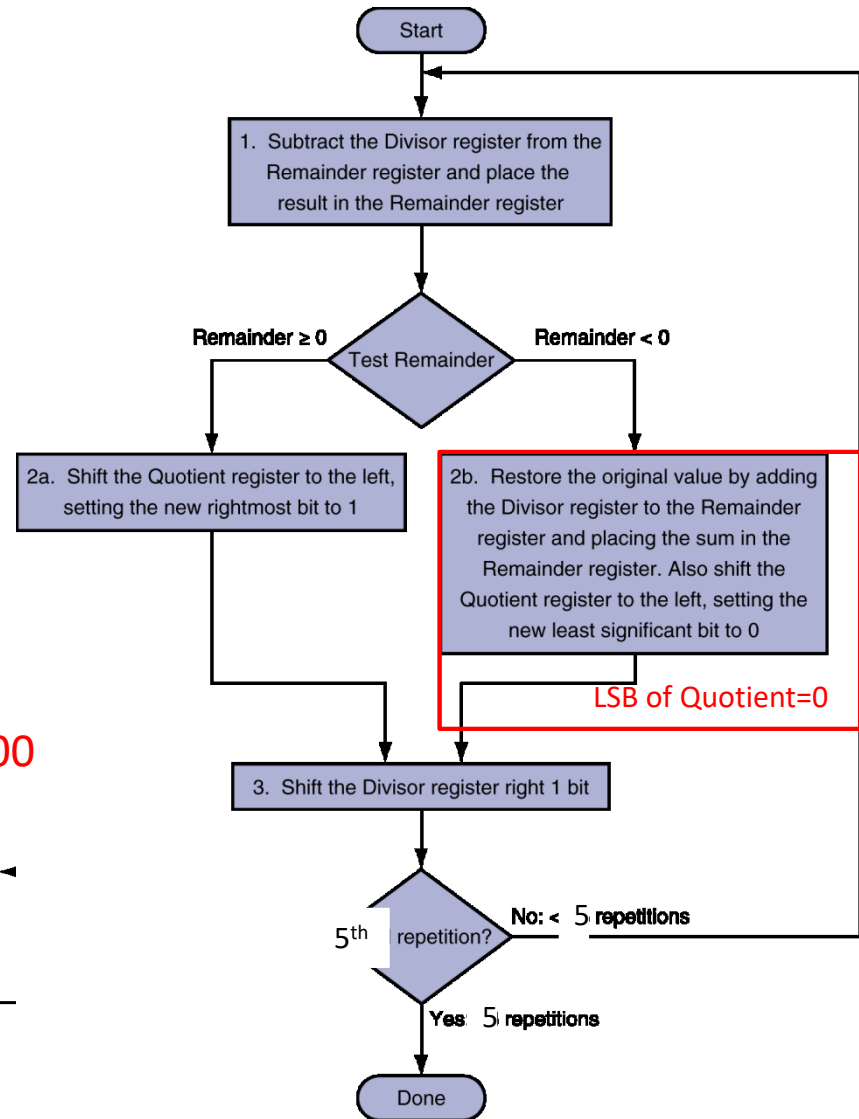 Start
1. Subtract the Divisor register from the
Remainder register and place the
result in the Remainder register
Remainder ≥ 0
Remainder < 0
Test Remainder
2a. Shift the Quotient register to the left,
setting the new rightmost bit to 1
2b. Restore the original value by adding
the Divisor register to the Remainder
register and placing the sum in the
Remainder register. Also shift the
Quotient register to the left, setting the
new least significant bit to 0
LSB of Quotient=0
00
3. Shift the Divisor register right 1 bit
No: < 5 repetitions
5th repetition?
Yes: 5 repetitions
Done